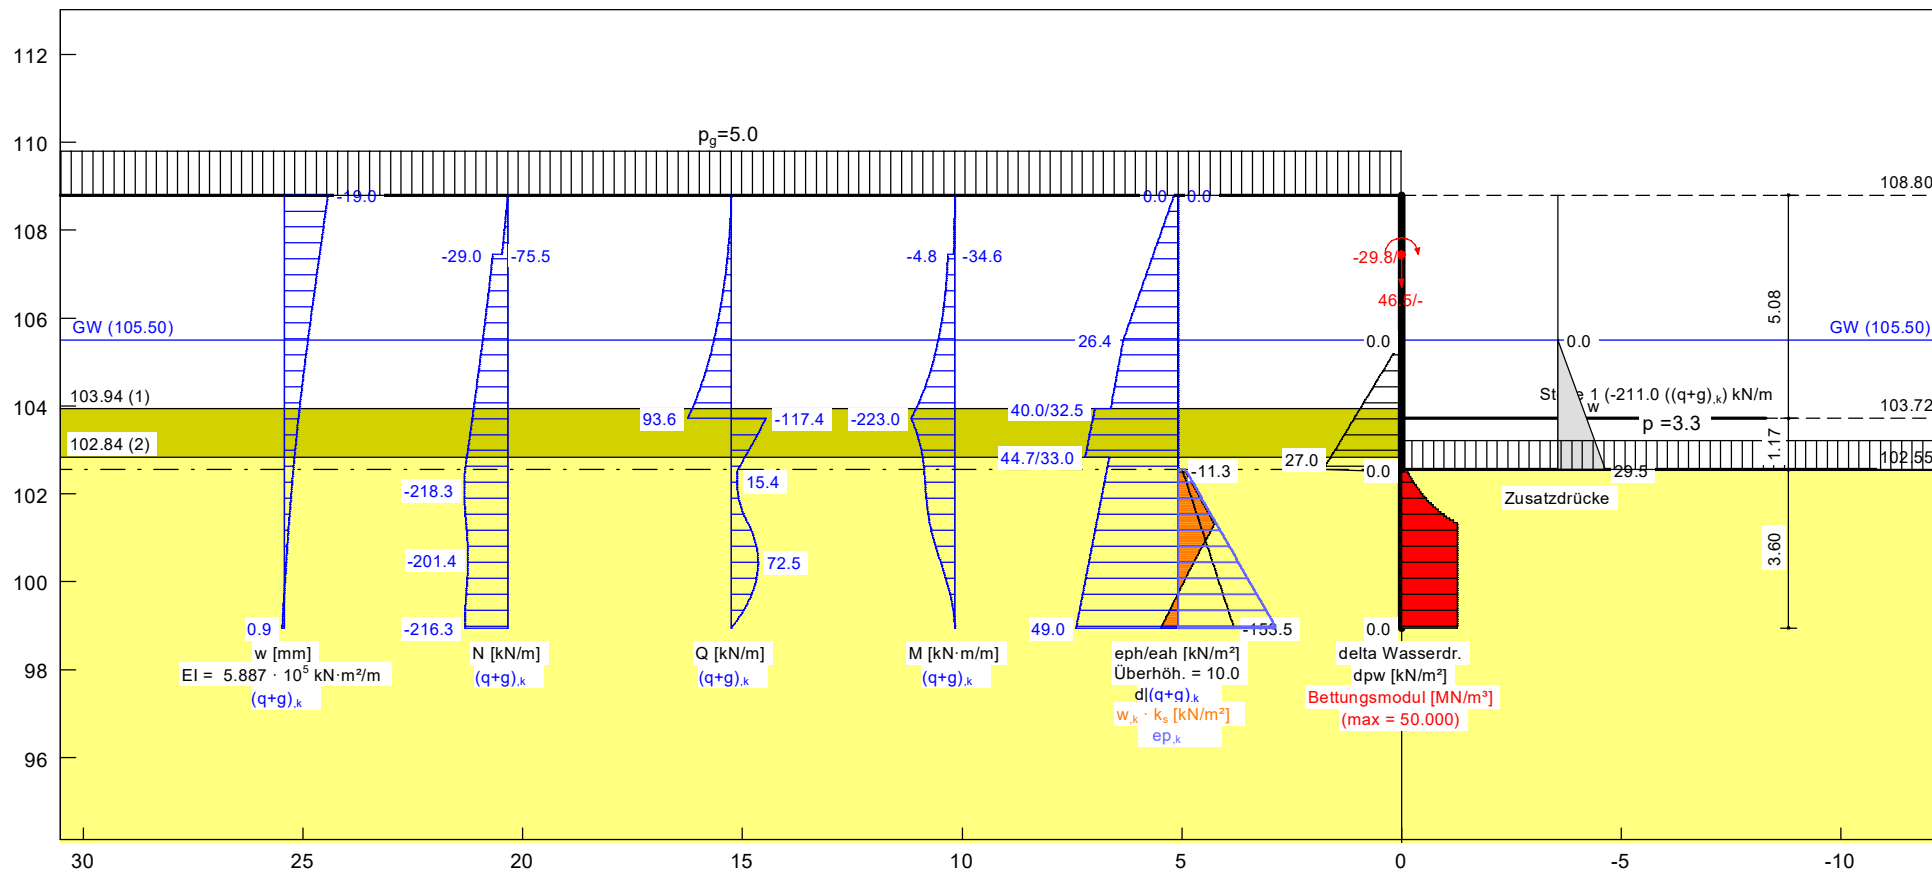 112
p_g=5.0
110
-19.0
0.0
0.0
108.80
108
-29.0
-75.5
-4.8
-34.6
-29.8/
46.5/-
5.08
106
GW (105.50)
26.4
0.0
0.0
GW (105.50)
104
103.94 (1)
93.6
-117.4
-223.0
40.0/32.5
1 (-211.0 ((q+g),k) kN/m
w
103.72
p =3.3
102.84 (2)
44.7/33.0
27.0
0.0
-11.3
29.5
1.17
102.55
102
-218.3
15.4
Zusatzdrücke
100
-201.4
72.5
3.60
0.9
-216.3
49.0
-153.5
0.0
98
w [mm]
EI = 5.887 · 10⁵ kN·m²/m
(q+g),k
N [kN/m]
(q+g),k
Q [kN/m]
(q+g),k
M [kN·m/m]
(q+g),k
eph/eah [kN/m²]
Überhöh. = 10.0
(q+g),k
w,k · ks [kN/m²]
ep,k
delta Wasserdr.
dpw [kN/m²]
Bettungsmodul [MN/m³]
(max = 50.000)
96
30
25
20
15
10
5
0
-5
-10